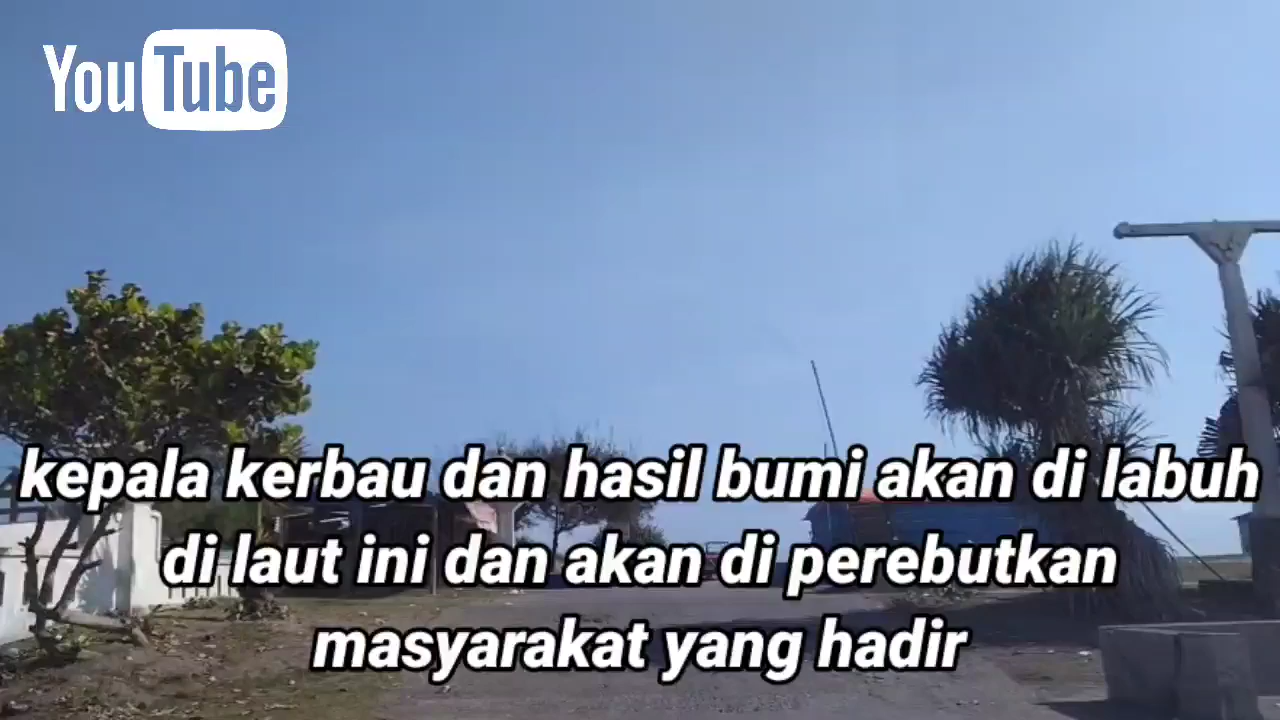 YouTube
kepala kerbau dan hasil bumi akan di labuh
di laut ini dan akan di perebutkan
masyarakat yang hadir